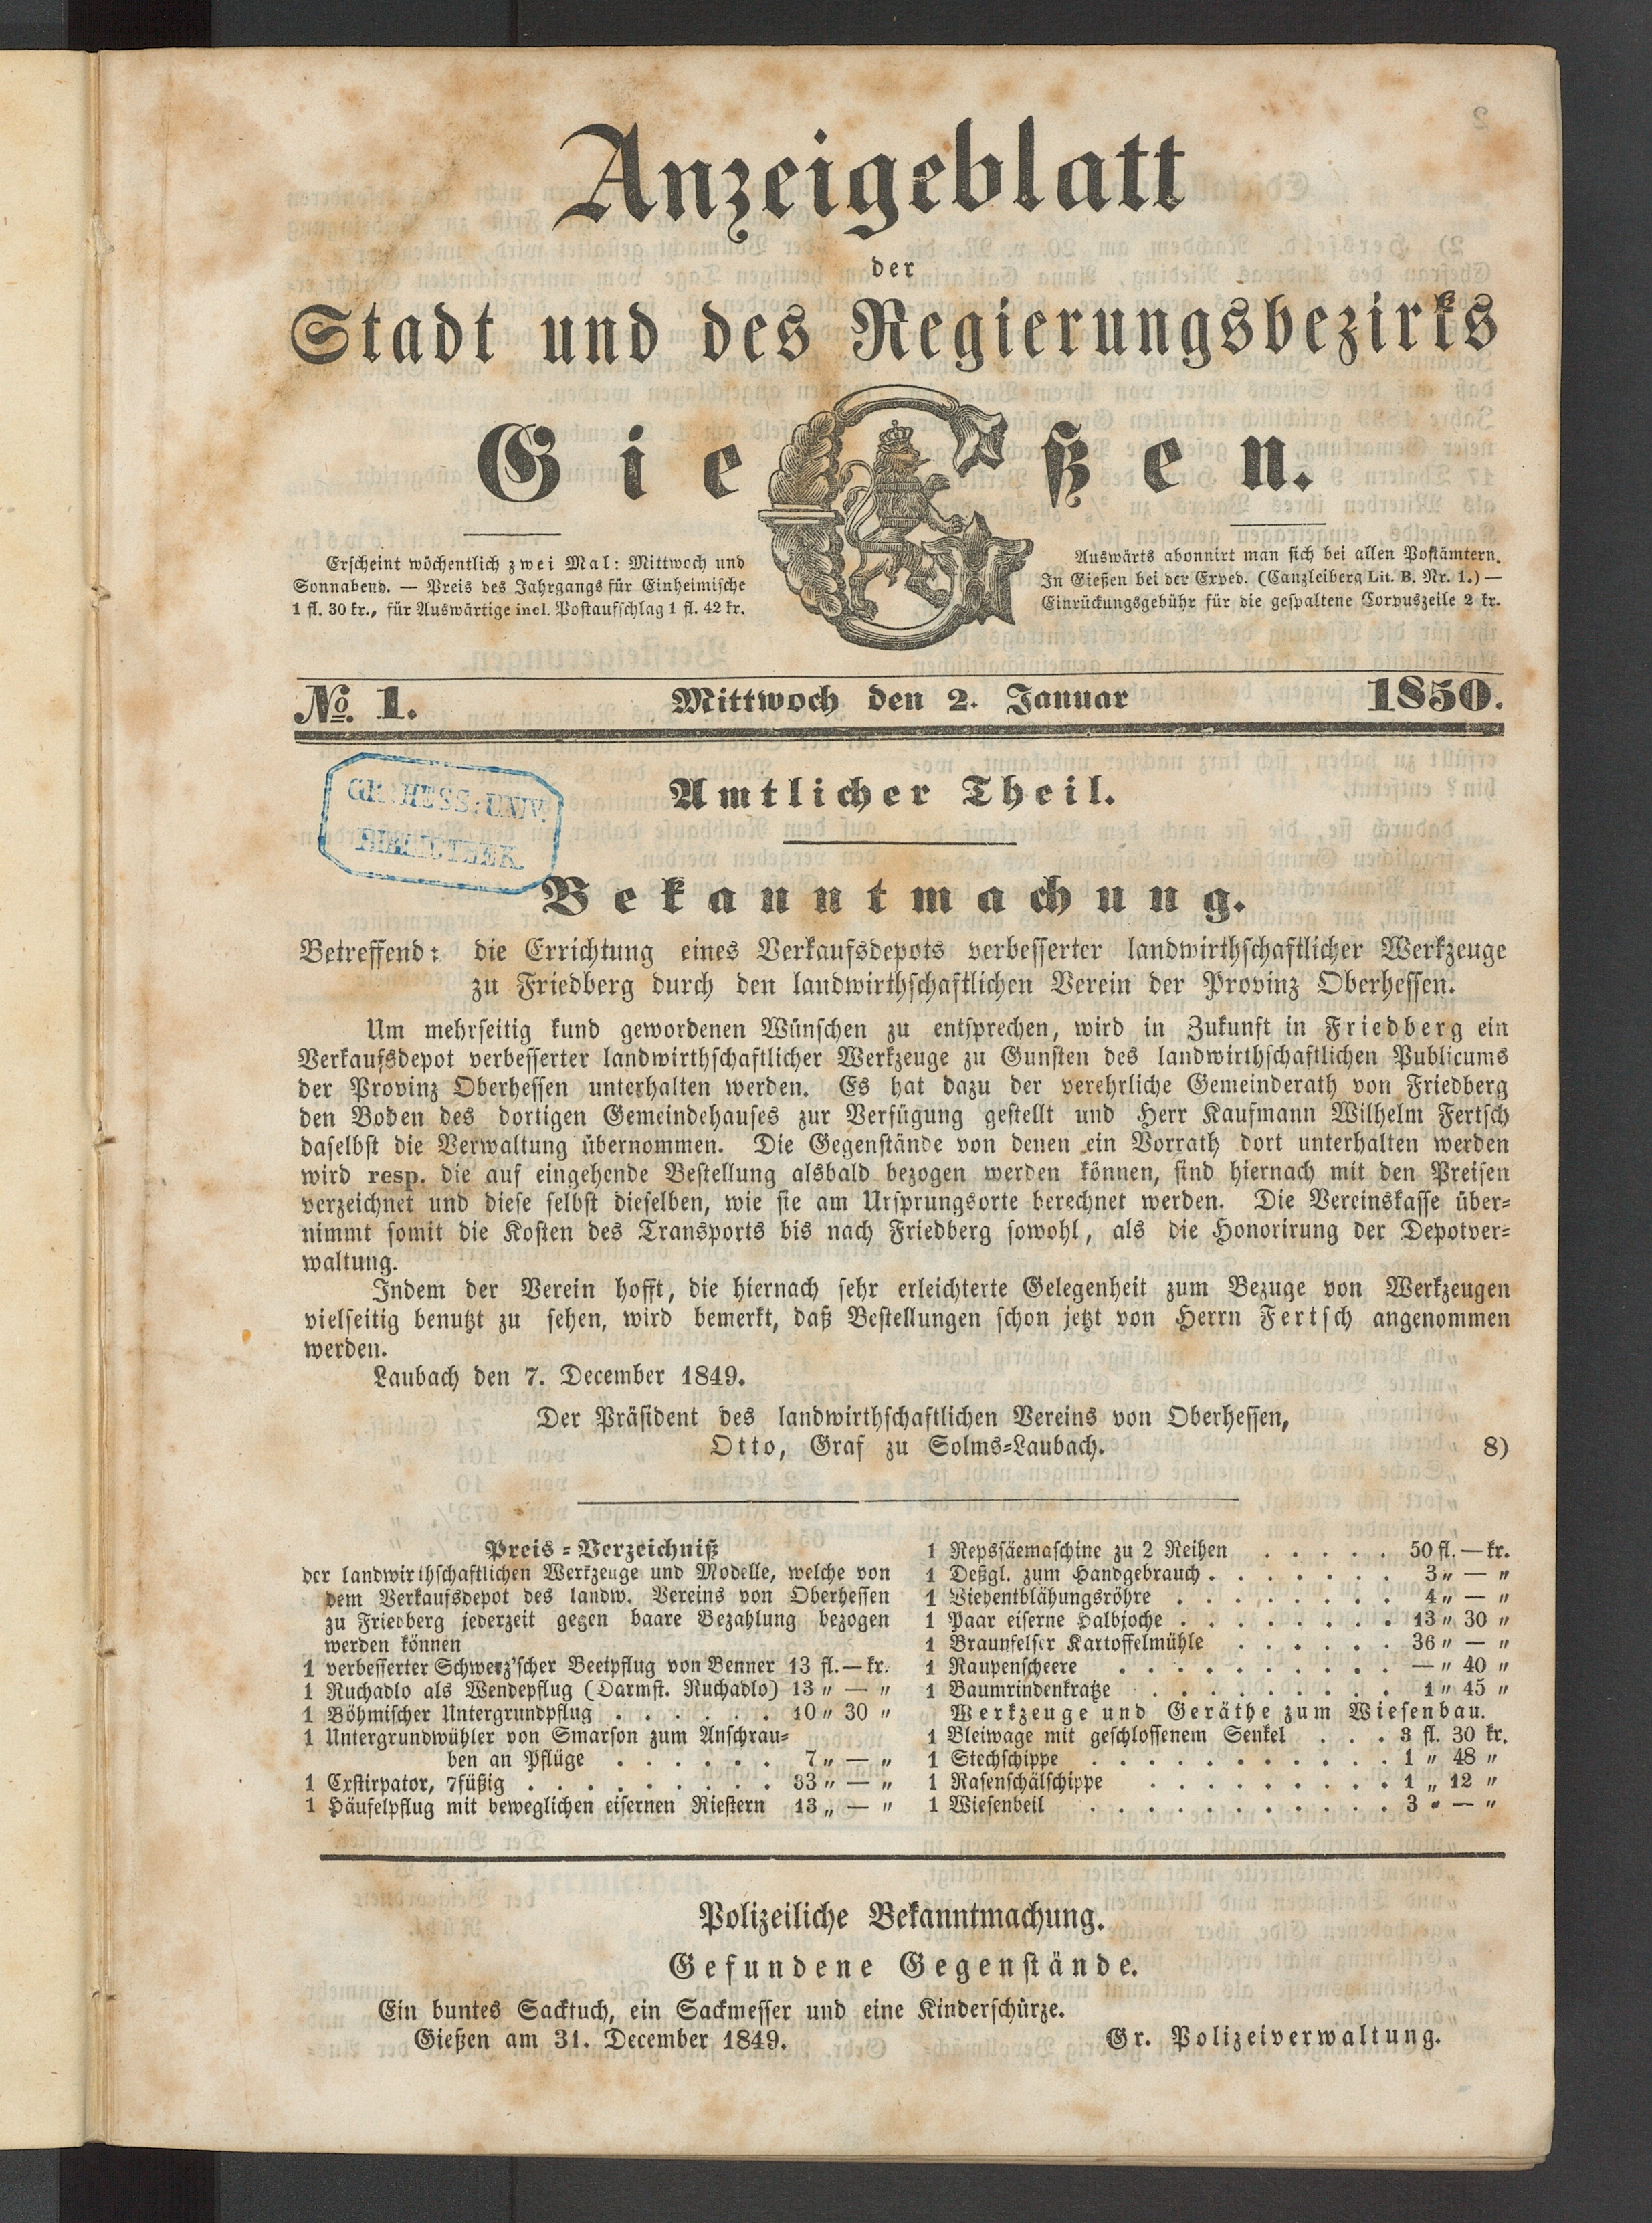 Anzeigeblatt
der
Stadt und des Regierungsbezirks
Gießen.
Erscheint wöchentlich zwei Mal: Mittwoch und
Sonnabend. — Preis des Jahrgangs für Einheimische
1 fl. 30 kr., für Auswärtige incl. Postaufschlag 1 fl. 42 kr.
Auswärts abonnirt man sich bei allen Postämtern.
In Gießen bei der Exped. (Canzleiberg Lit. B. Nr. 1.) —
Einrückungsgebühr für die gespaltene Corpuszeile 2 kr.
No. 1. Mittwoch den 2. Januar 1850.
GR. HESS. UNIV.
BIBLIOTHEK.
Amtlicher Theil.
Bekanntmachung.
Betreffend: die Errichtung eines Verkaufsdepots verbesserter landwirthschaftlicher Werkzeuge
zu Friedberg durch den landwirthschaftlichen Verein der Provinz Oberhessen.
Um mehrseitig kund gewordenen Wünschen zu entsprechen, wird in Zukunft in Friedberg ein
Verkaufsdepot verbesserter landwirthschaftlicher Werkzeuge zu Gunsten des landwirthschaftlichen Publicums
der Provinz Oberhessen unterhalten werden. Es hat dazu der verehrliche Gemeinderath von Friedberg
den Boden des dortigen Gemeindehauses zur Verfügung gestellt und Herr Kaufmann Wilhelm Fertsch
daselbst die Verwaltung übernommen. Die Gegenstände von denen ein Vorrath dort unterhalten werden
wird resp. die auf eingehende Bestellung alsbald bezogen werden können, sind hiernach mit den Preisen
verzeichnet und diese selbst dieselben, wie sie am Ursprungsorte berechnet werden. Die Vereinskasse über-
nimmt somit die Kosten des Transports bis nach Friedberg sowohl, als die Honorirung der Depotver-
waltung.
Indem der Verein hofft, die hiernach sehr erleichterte Gelegenheit zum Bezuge von Werkzeugen
vielseitig benutzt zu sehen, wird bemerkt, daß Bestellungen schon jetzt von Herrn Fertsch angenommen
werden.
Laubach den 7. December 1849.
Der Präsident des landwirthschaftlichen Vereins von Oberhessen,
Otto, Graf zu Solms-Laubach. 8)
Preis-Verzeichniß
der landwirthschaftlichen Werkzeuge und Modelle, welche von
dem Verkaufsdepot des landw. Vereins von Oberhessen
zu Friedberg jederzeit gegen baare Bezahlung bezogen
werden können
1 verbesserter Schwerz'scher Beetpflug von Benner 13 fl. — kr.
1 Ruchadlo als Wendepflug (Darmst. Ruchadlo) 13 „ — „
1 Böhmischer Untergrundpflug . . . . . . 10 „ 30 „
1 Untergrundwühler von Smarson zum Anschrau-
ben an Pflüge . . . . . . 7 „ — „
1 Exstirpator, 7füßig . . . . . . . . . 33 „ — „
1 Häufelpflug mit beweglichen eisernen Riestern 13 „ — „
1 Repssäemaschine zu 2 Reihen . . . . . 50 fl. — kr.
1 Deßgl. zum Handgebrauch . . . . . . . 3 „ — „
1 Viehentblähungsröhre . . . . . . . . 4 „ — „
1 Paar eiserne Halbjoche . . . . . . . . 13 „ 30 „
1 Braunfelser Kartoffelmühle . . . . . . 36 „ — „
1 Raupenscheere . . . . . . . . . . — „ 40 „
1 Baumrindenkratze . . . . . . . . . 1 „ 45 „
Werkzeuge und Geräthe zum Wiesenbau.
1 Bleiwage mit geschlossenem Senkel . . . 3 fl. 30 kr.
1 Stechschippe . . . . . . . . . . . 1 „ 48 „
1 Rasenschälschippe . . . . . . . . . 1 „ 12 „
1 Wiesenbeil . . . . . . . . . . . 3 „ — „
Polizeiliche Bekanntmachung.
Gefundene Gegenstände.
Ein buntes Sacktuch, ein Sackmesser und eine Kinderschürze.
Gießen am 31. December 1849. Gr. Polizeiverwaltung.